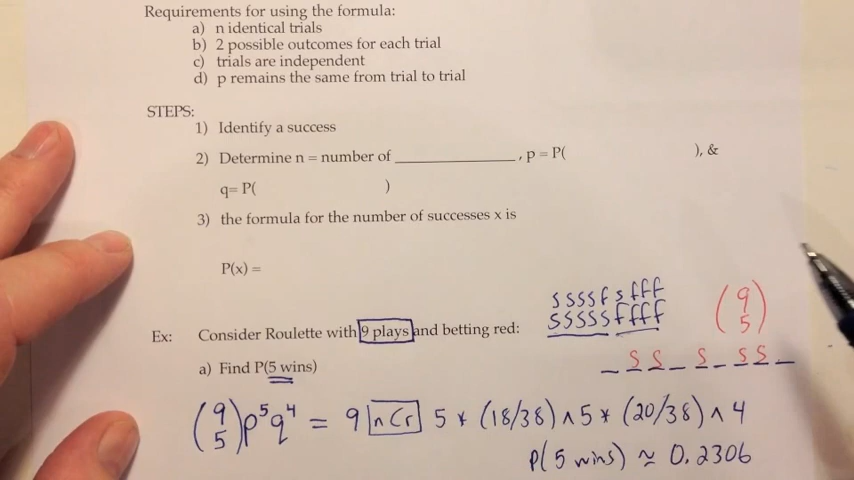 Requirements for using the formula:
a) n identical trials
b) 2 possible outcomes for each trial
c) trials are independent
d) p remains the same from trial to trial
STEPS:
1) Identify a success
2) Determine n = number of ____________, p = P( ), &
q= P( )
3) the formula for the number of successes x is
P(x) =
ssssfsfff
sssssffff
(9 5)
Ex: Consider Roulette with 9 plays and betting red:
_ S S _ S _ S S _
a) Find P(5 wins)
(9 5)p⁵q⁴ = 9 nCr 5 * (18/38)^5 * (20/38)^4
P(5 wins) ≈ 0.2306